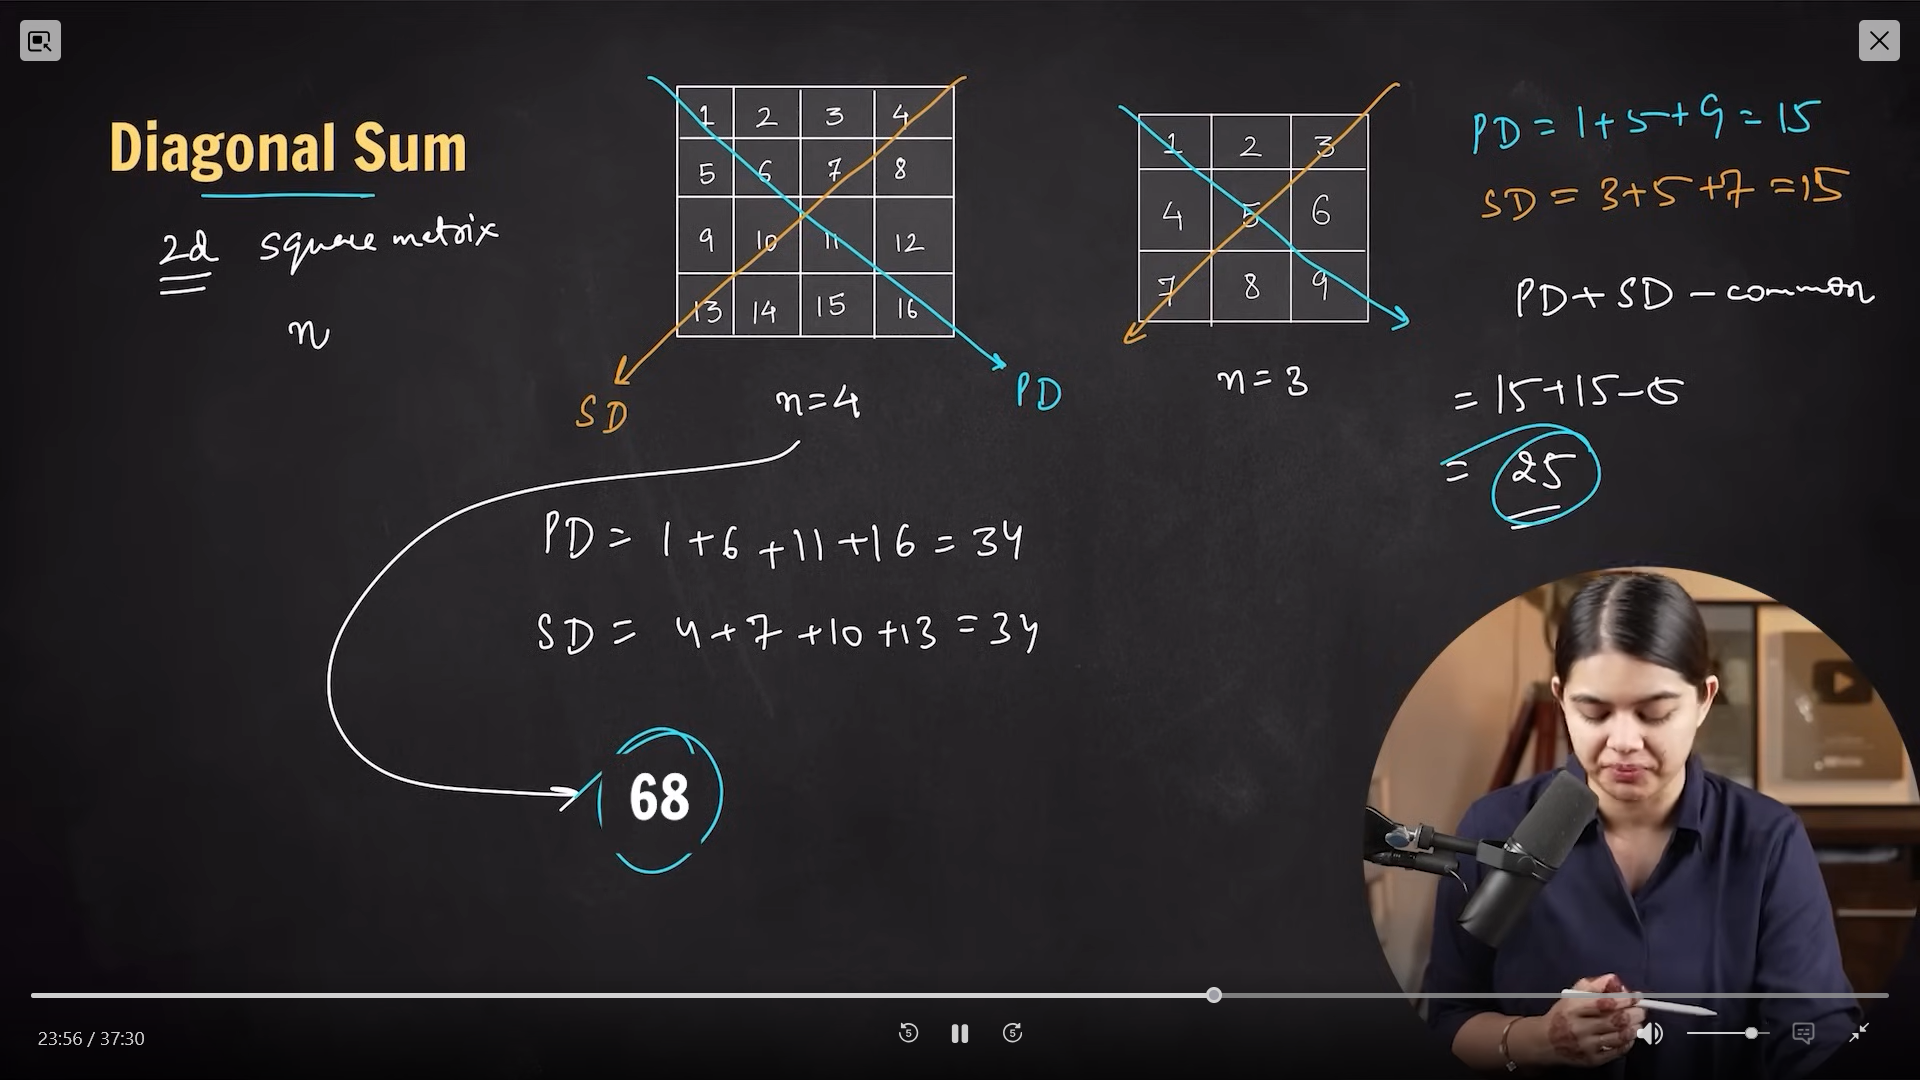 Diagonal Sum
2d square metrix
n
1 2 3 4
5 6 7 8
9 10 11 12
13 14 15 16
SD
n=4
PD
1 2 3
4 5 6
7 8 9
n=3
PD = 1+5+9 = 15
SD = 3+5+7 = 15
PD+SD - common
= 15+15-5
= 25
PD = 1+6+11+16 = 34
SD = 4+7+10+13 = 34
68
5
5
23:56 / 37:30